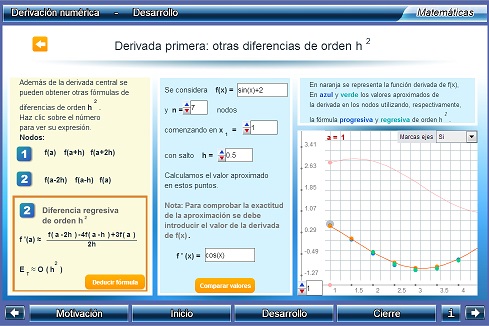 Derivación numérica - Desarrollo
Matemáticas
Derivada primera: otras diferencias de orden h 2
Además de la derivada central se
pueden obtener otras fórmulas de
diferencias de orden h 2 .
Haz clic sobre el número
para ver su expresión.
Nodos:
1 f(a) f(a+h) f(a+2h)
2 f(a-2h) f(a-h) f(a)
2 Diferencia regresiva
de orden h 2
f '(a) ≈ f( a -2h )-4f( a -h )+3f( a )
2h
E T ≈ O ( h 2 )
Deducir fórmula
Se considera f(x) = sin(x)+2
y n = 7 nodos
comenzando en x 1 = 1
con salto h = 0.5
Calculamos el valor aproximado
en estos puntos.
Nota: Para comprobar la exactitud
de la aproximación se debe
introducir el valor de la derivada
de f(x) .
f ' (x) = cos(x)
Comparar valores
En naranja se representa la función derivada de f(x),
En azul y verde los valores aproximados de
la derivada en los nodos utilizando, respectivamente,
la fórmula progresiva y regresiva de orden h 2 .
a = 1
Marcas ejes Si
3.41
2.63
1.85
1.07
0.29
-0.49
-1.27
1
1 1.5 2 2.5 3 3.5 4
Motivación
Inicio
Desarrollo
Cierre
i